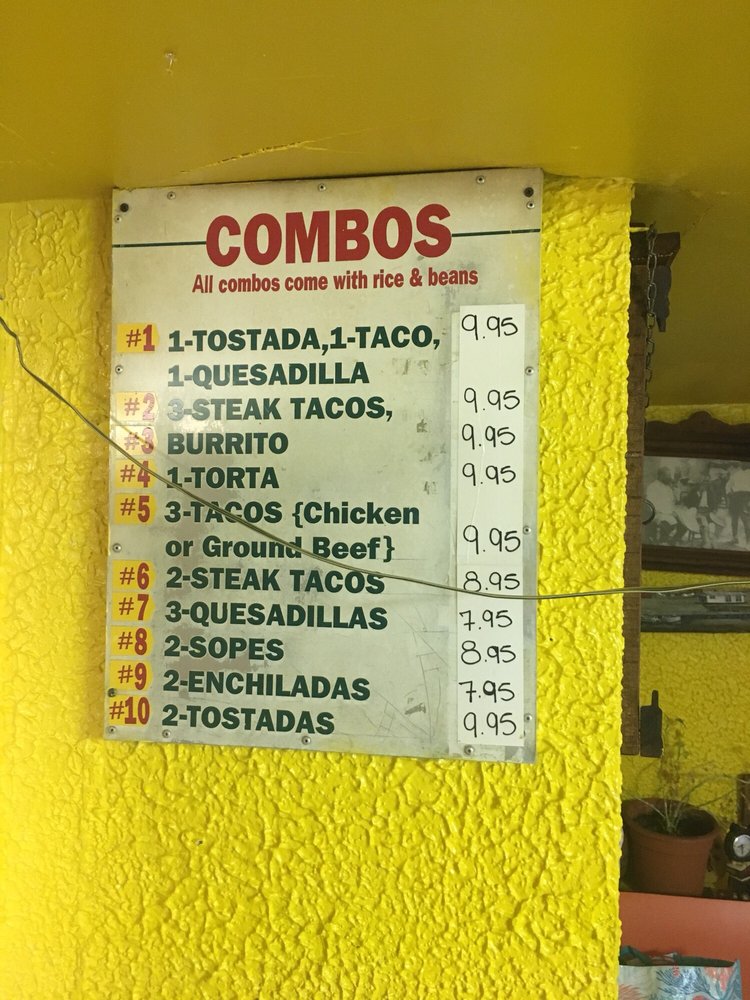 COMBOS
All combos come with rice & beans
#1 1-TOSTADA,1-TACO, 9.95
1-QUESADILLA
#2 3-STEAK TACOS, 9.95
#3 BURRITO 9.95
#4 1-TORTA 9.95
#5 3-TACOS {Chicken
or Ground Beef} 9.95
#6 2-STEAK TACOS 8.95
#7 3-QUESADILLAS 7.95
#8 2-SOPES 8.95
#9 2-ENCHILADAS 7.95
#10 2-TOSTADAS 9.95